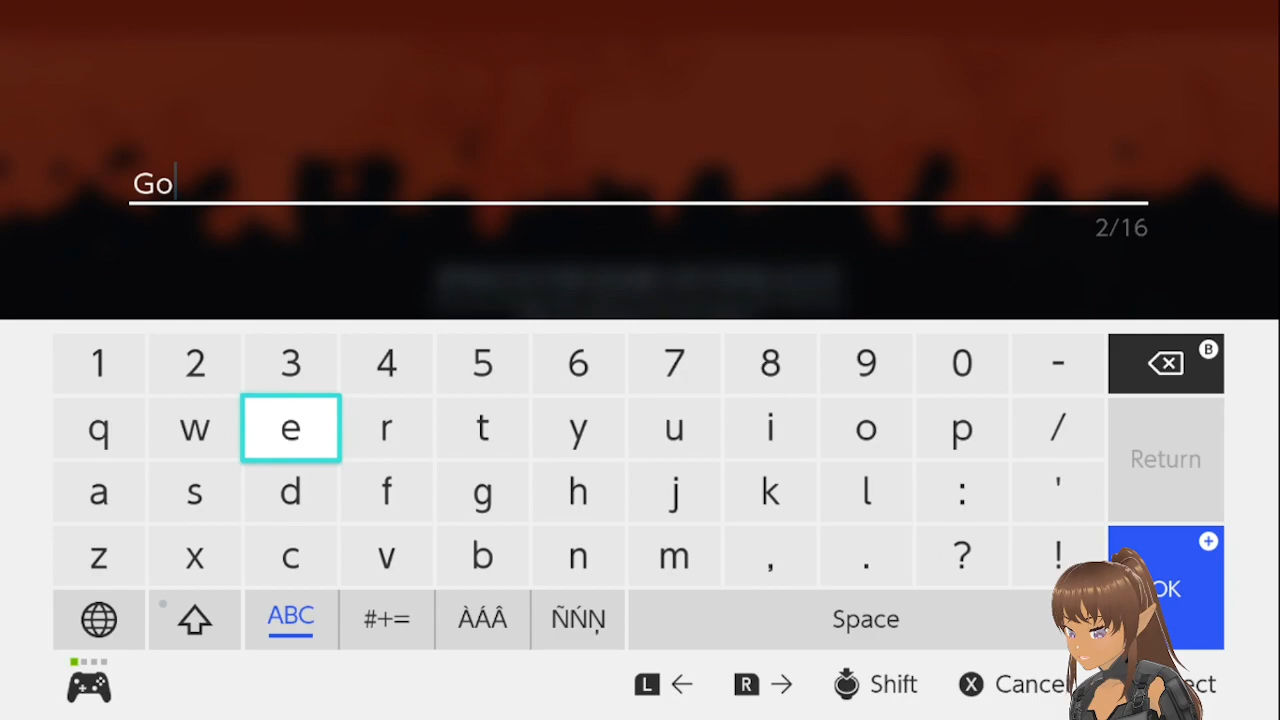 Go
2/16
1 2 3 4 5 6 7 8 9 0 - B
q w e r t y u i o p /
Return
a s d f g h j k l : '
z x c v b n m , . ? ! +
OK
ABC #+= ÀÁÂ ÑŃŅ Space
L ← R → Shift X Cancel